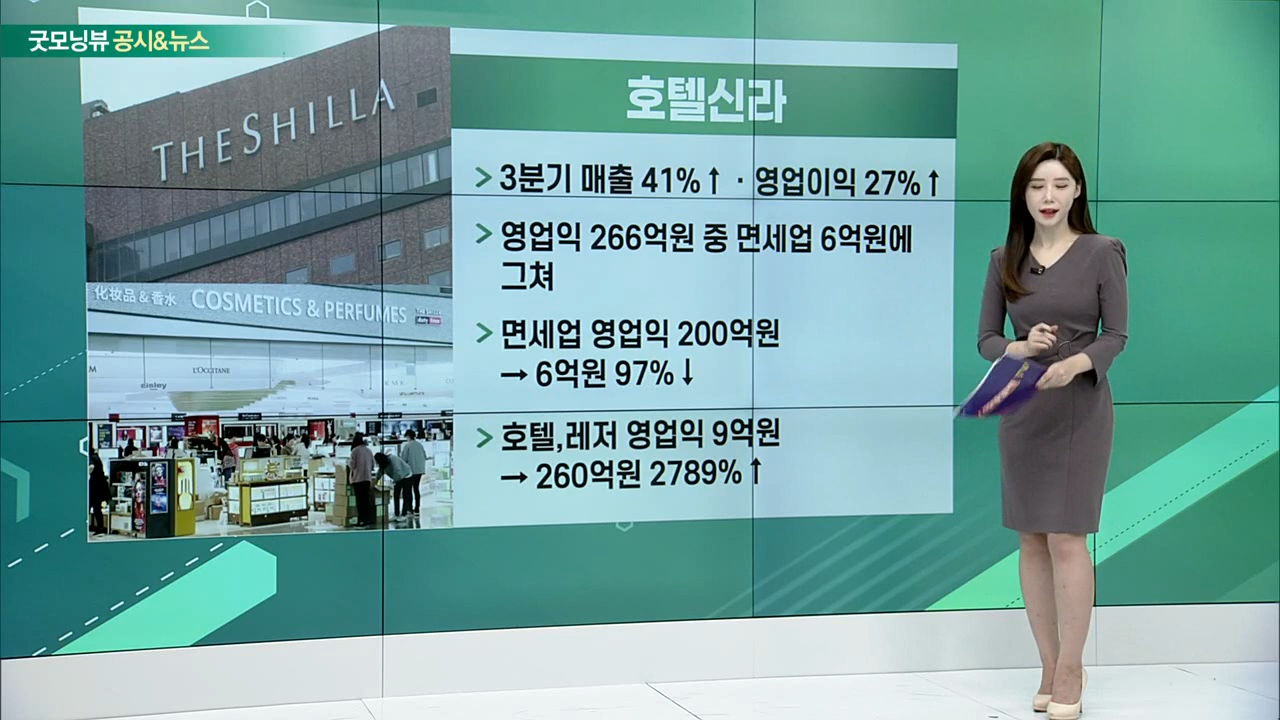 굿모닝뷰 공시&뉴스
THE SHILLA
호텔신라
> 3분기 매출 41%↑ · 영업이익 27%↑
> 영업익 266억원 중 면세업 6억원에
그쳐
> 면세업 영업익 200억원
→ 6억원 97%↓
> 호텔,레저 영업익 9억원
→ 260억원 2789%↑
化妆品 & 香水 COSMETICS & PERFUMES
L'OCCITANE
sisley